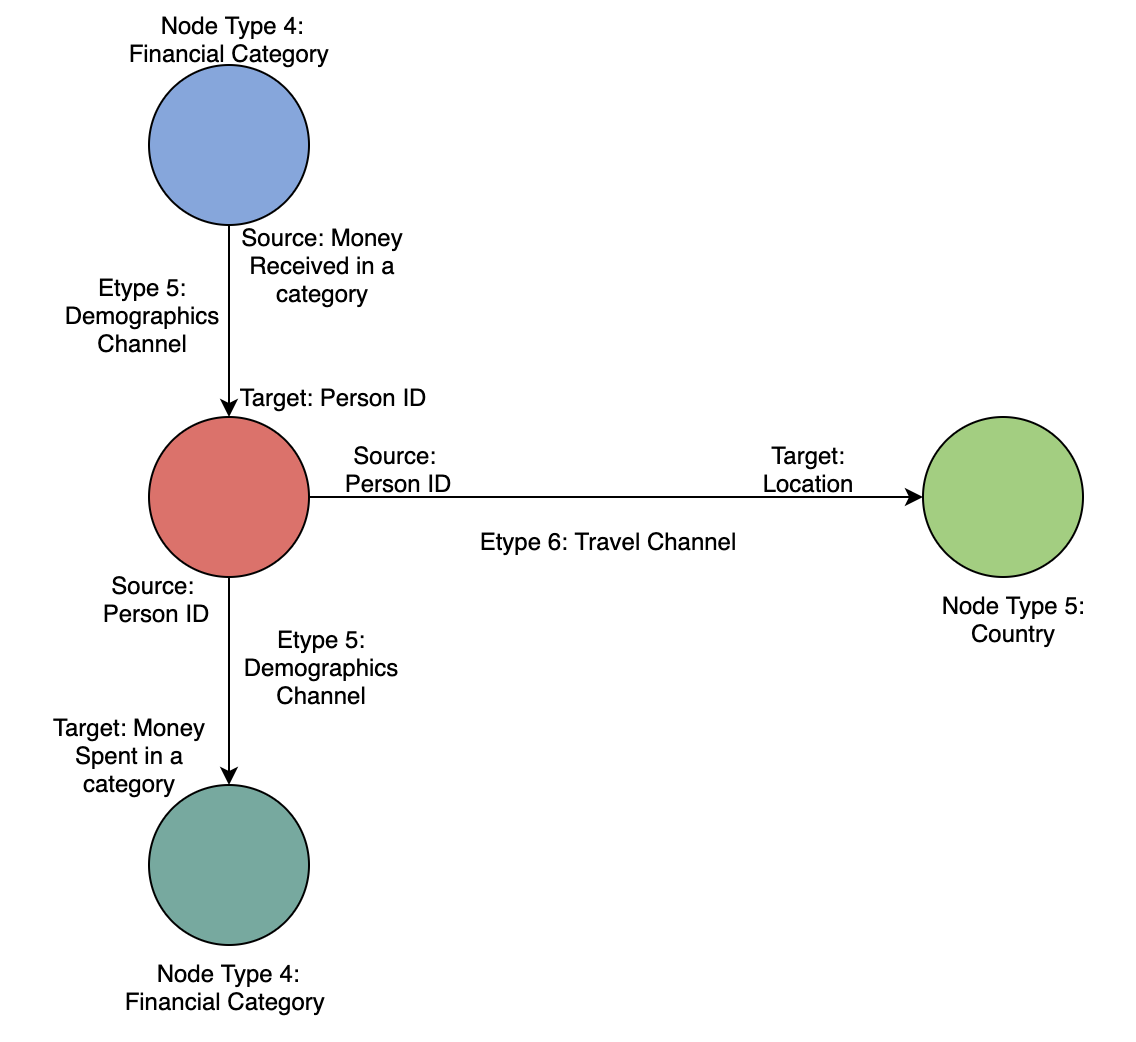 Node Type 4:
Financial Category
Source: Money
Received in a
category
Etype 5:
Demographics
Channel
Target: Person ID
Source:
Person ID
Target:
Location
Etype 6: Travel Channel
Source:
Person ID
Node Type 5:
Country
Etype 5:
Demographics
Channel
Target: Money
Spent in a
category
Node Type 4:
Financial Category